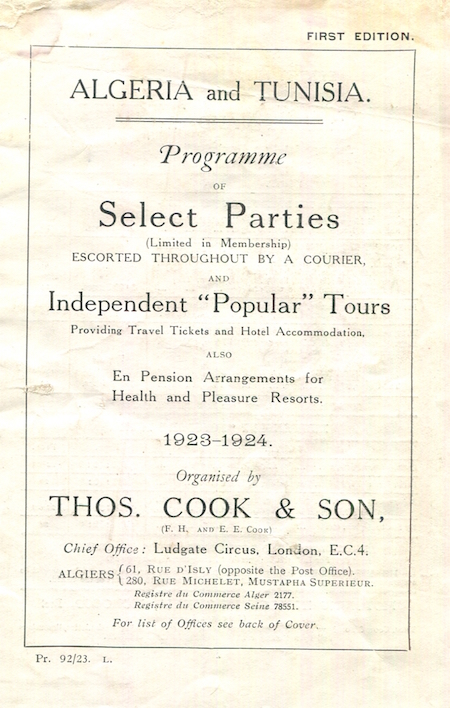 FIRST EDITION.
ALGERIA and TUNISIA.
Programme
OF
Select Parties
(Limited in Membership)
ESCORTED THROUGHOUT BY A COURIER,
AND
Independent “Popular” Tours
Providing Travel Tickets and Hotel Accommodation,
ALSO
En Pension Arrangements for
Health and Pleasure Resorts.
1923–1924.
Organised by
THOS. COOK & SON,
(F. H. AND E. E. COOK)
Chief Office: Ludgate Circus, London, E.C.4.
ALGIERS { 61, RUE D'ISLY (opposite the Post Office).
280, RUE MICHELET, MUSTAPHA SUPERIEUR.
Registre du Commerce Alger 2177.
Registre du Commerce Seine 78551.
For list of Offices see back of Cover.
Pr. 92/23. L.